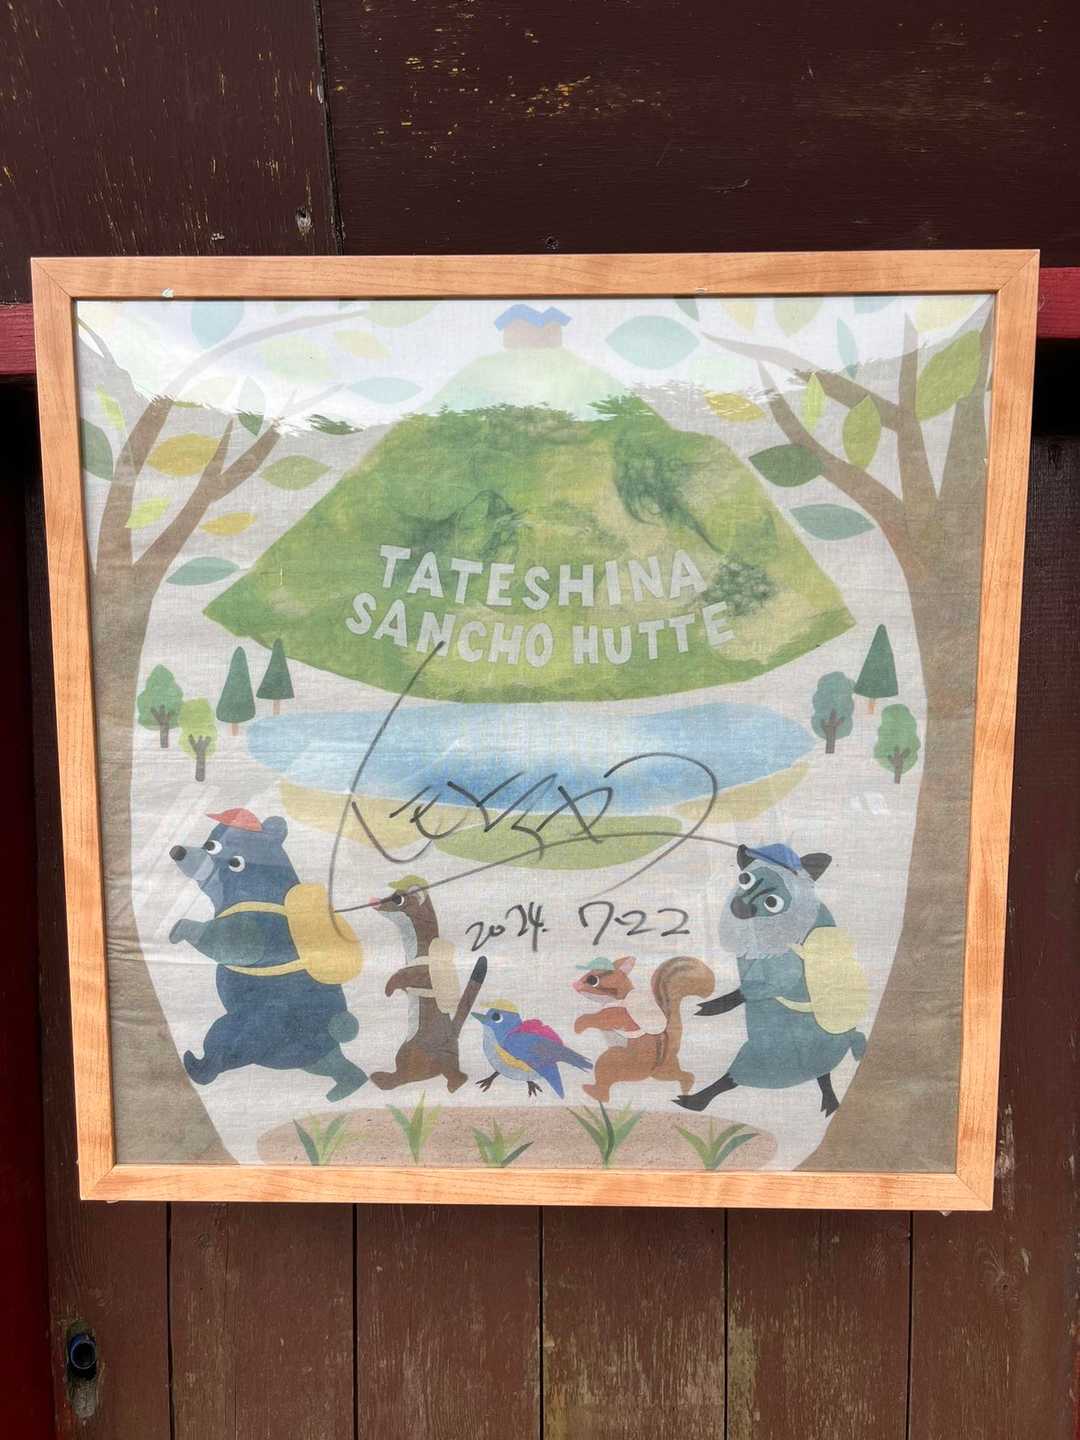 TATESHINA
SANCHO HUTTE
2024. 7-22